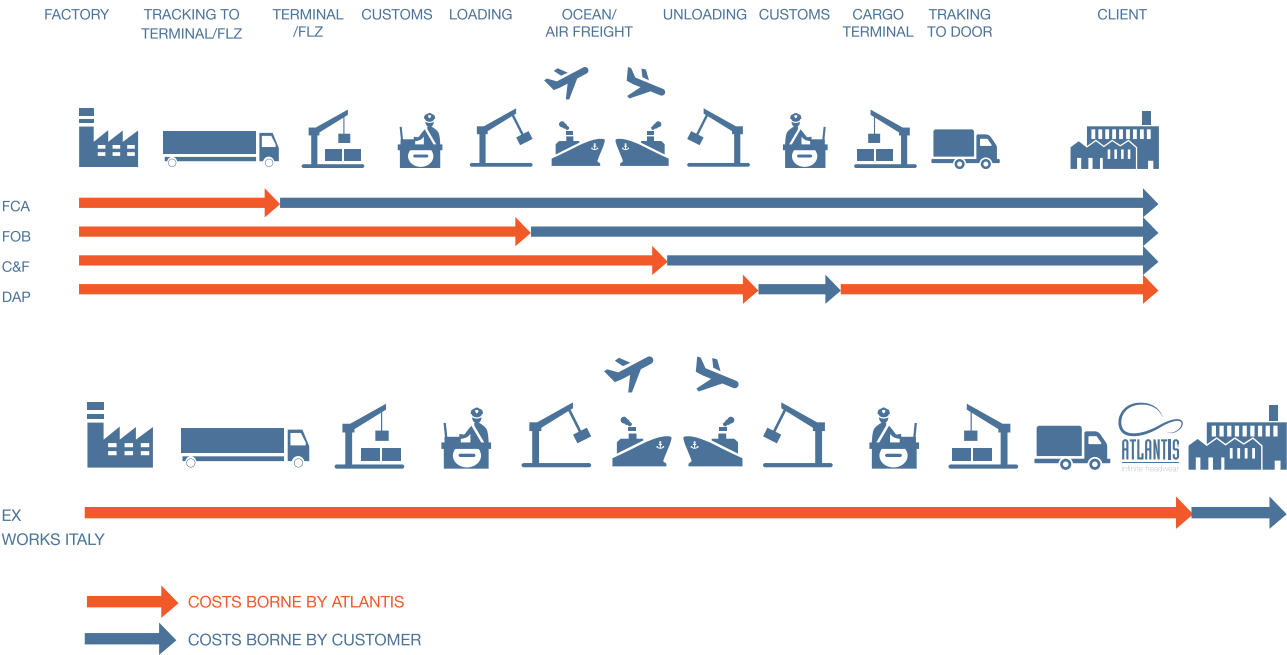 FACTORY
TRACKING TO
TERMINAL/FLZ
TERMINAL
/FLZ
CUSTOMS
LOADING
OCEAN/
AIR FREIGHT
UNLOADING
CUSTOMS
CARGO
TERMINAL
TRAKING
TO DOOR
CLIENT
FCA
FOB
C&F
DAP
ATLANTIS
infinite headwear
EX
WORKS ITALY
COSTS BORNE BY ATLANTIS
COSTS BORNE BY CUSTOMER